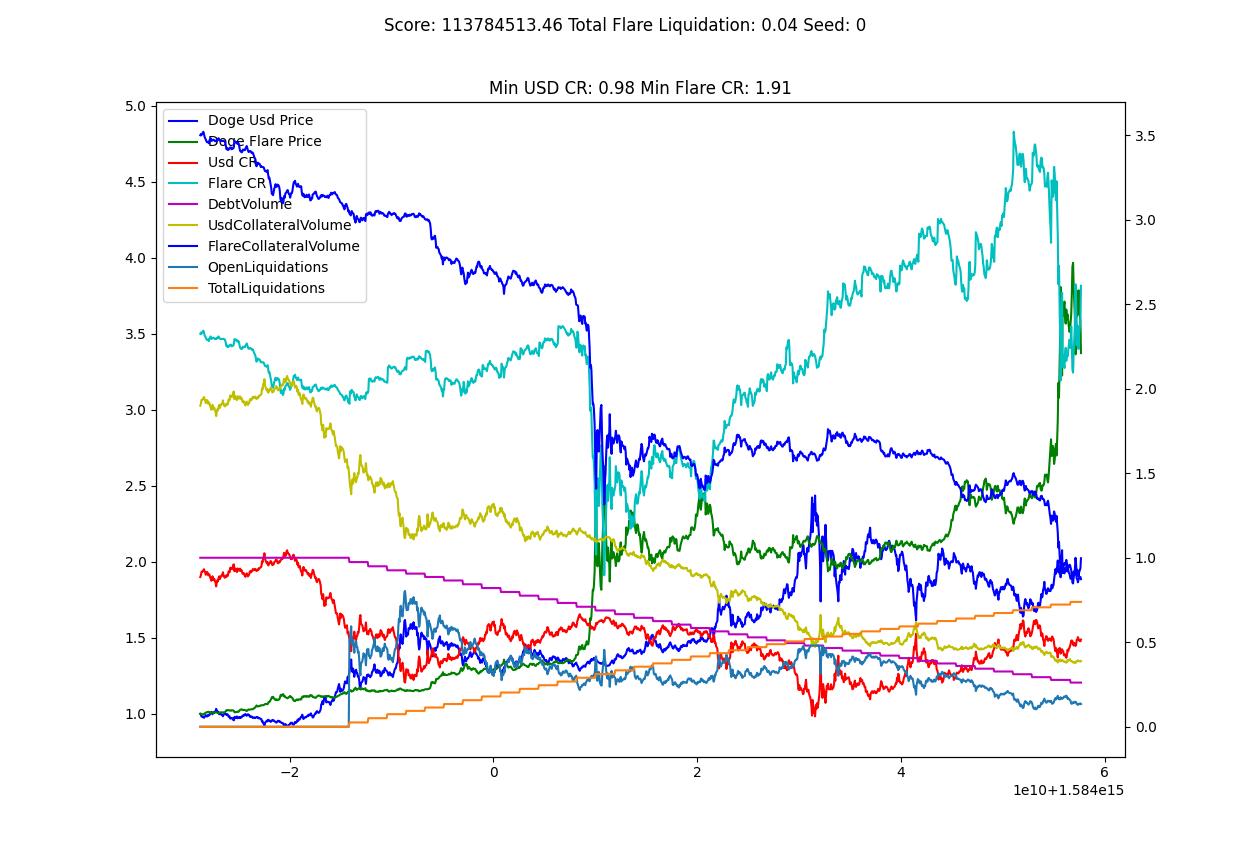 Score: 113784513.46 Total Flare Liquidation: 0.04 Seed: 0
Min USD CR: 0.98 Min Flare CR: 1.91
Doge Usd Price
Doge Flare Price
Usd CR
Flare CR
DebtVolume
UsdCollateralVolume
FlareCollateralVolume
OpenLiquidations
TotalLiquidations
5.0
4.5
4.0
3.5
3.0
2.5
2.0
1.5
1.0
3.5
3.0
2.5
2.0
1.5
1.0
0.5
0.0
−2 0 2 4 6
1e10+1.584e15